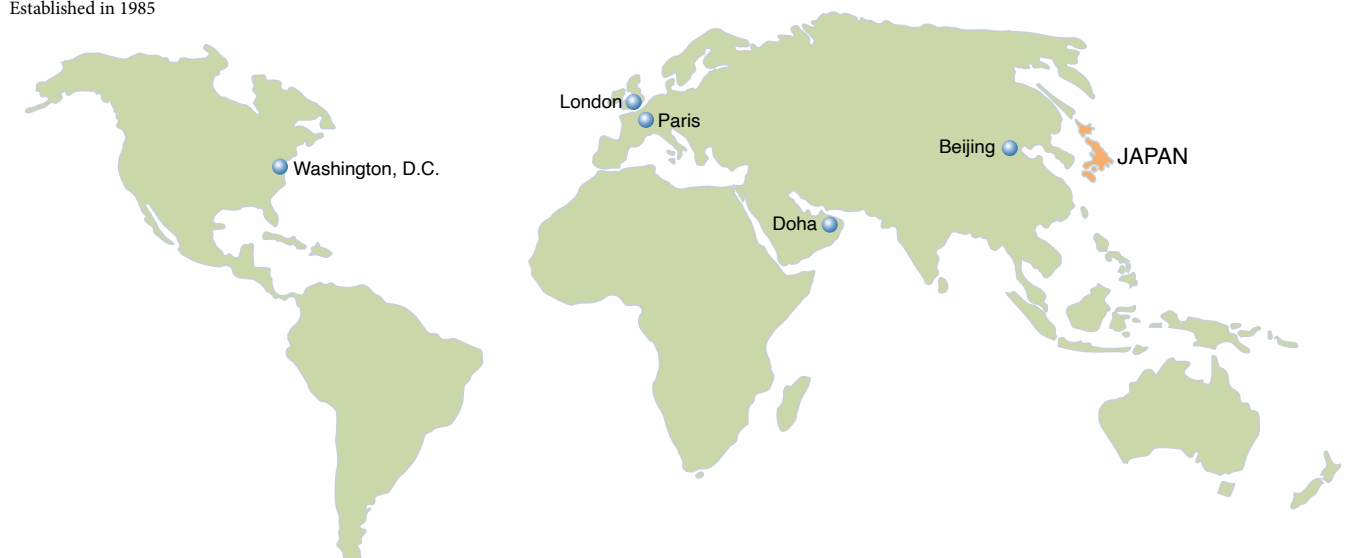 Established in 1985
London
Paris
Beijing
JAPAN
Washington, D.C.
Doha